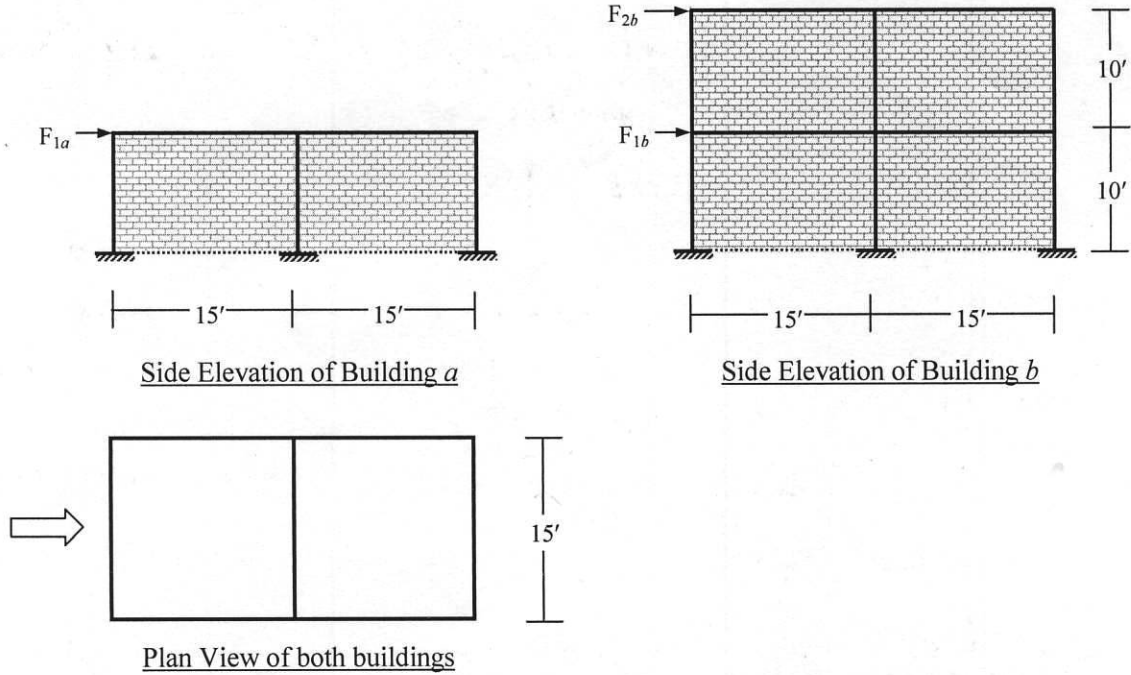 F1a
15′
15′
Side Elevation of Building a
F2b
F1b
10′
10′
15′
15′
Side Elevation of Building b
15′
Plan View of both buildings